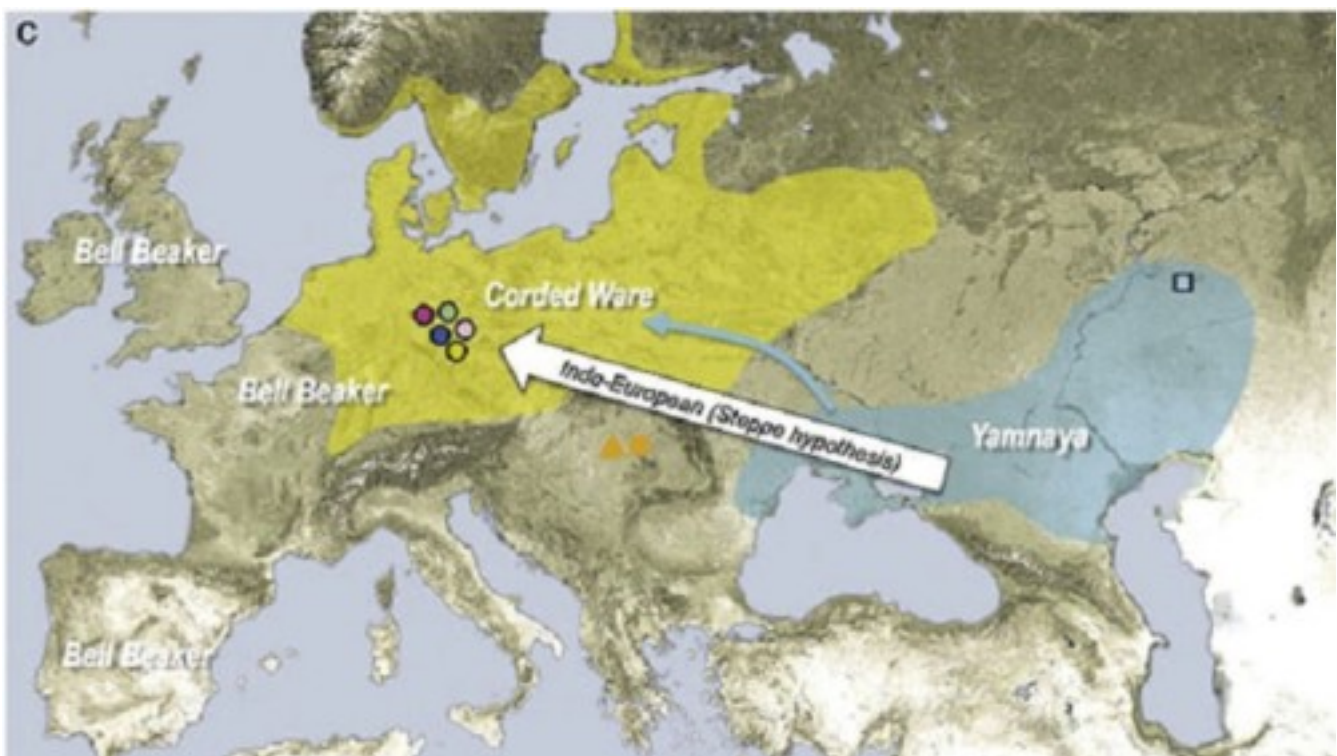 C
Bell Beaker
Corded Ware
Bell Beaker
Indo-European (Steppe hypothesis)
Yamnaya
Bell Beaker